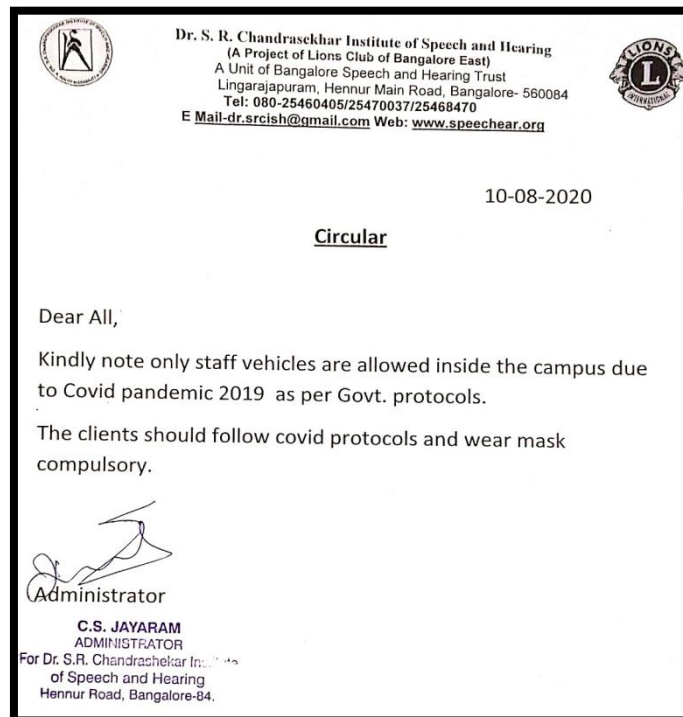 Dr. S. R. Chandrasekhar Institute of Speech and Hearing
(A Project of Lions Club of Bangalore East)
A Unit of Bangalore Speech and Hearing Trust
Lingarajapuram, Hennur Main Road, Bangalore- 560084
Tel: 080-25460405/25470037/25468470
E Mail-dr.srcish@gmail.com Web: www.speechear.org
LIONS
L
INTERNATIONAL
10-08-2020
Circular
Dear All,
Kindly note only staff vehicles are allowed inside the campus due
to Covid pandemic 2019 as per Govt. protocols.
The clients should follow covid protocols and wear mask
compulsory.
Administrator
C.S. JAYARAM
ADMINISTRATOR
For Dr. S.R. Chandrashekar
of Speech and Hearing
Hennur Road, Bangalore-84.